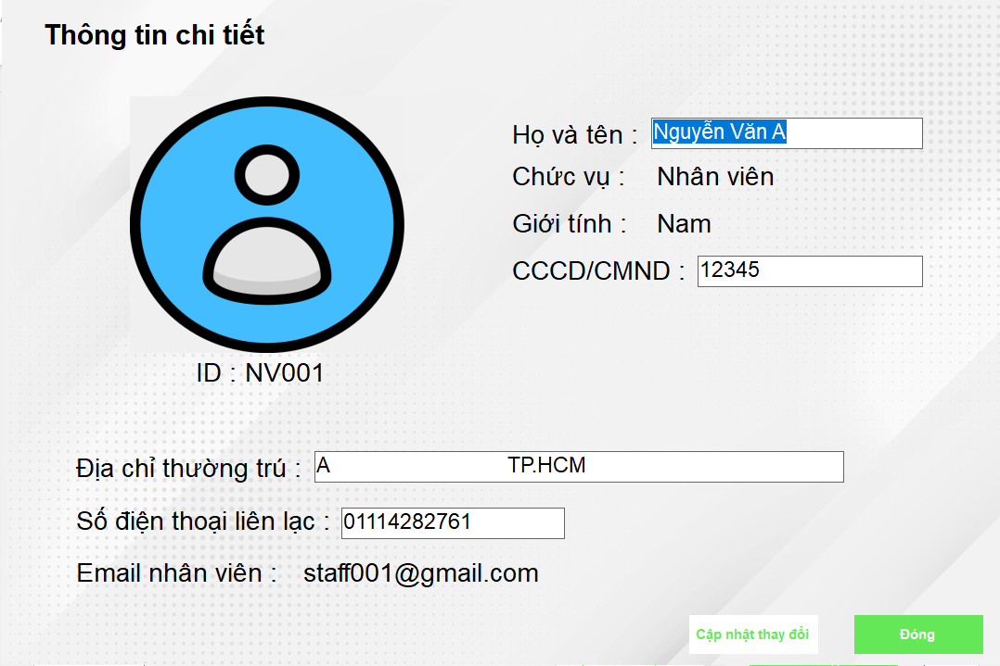 Thông tin chi tiết
Họ và tên : Nguyễn Văn A
Chức vụ : Nhân viên
Giới tính : Nam
CCCD/CMND : 12345
ID : NV001
Địa chỉ thường trú : A TP.HCM
Số điện thoại liên lạc : 01114282761
Email nhân viên : staff001@gmail.com
Cập nhật thay đổi Đóng